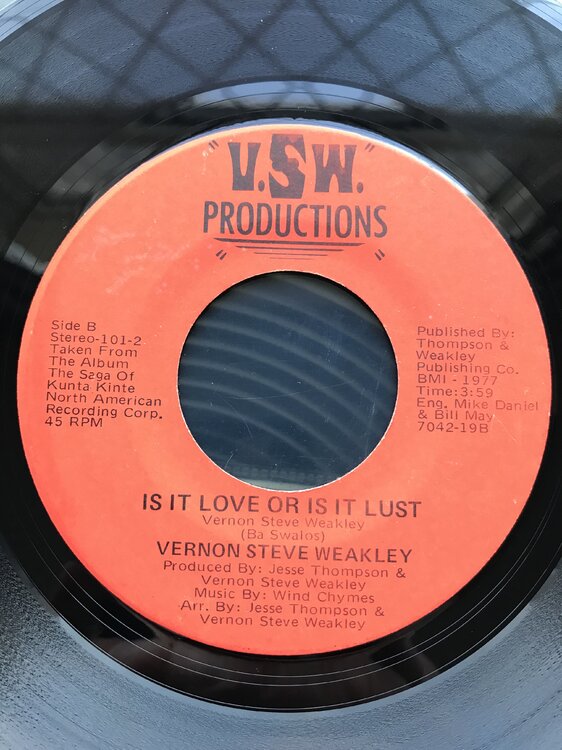 "V.S.W."
PRODUCTIONS
" "
Side B
Stereo-101-2
Taken From
The Album
The Saga Of
Kunta Kinte
North American
Recording Corp.
45 RPM
Published By:
Thompson &
Weakley
Publishing Co.
BMI - 1977
Time:3:59
Eng. Mike Daniel
& Bill May
7042-19B
IS IT LOVE OR IS IT LUST
Vernon Steve Weakley
(Ba Swalos)
VERNON STEVE WEAKLEY
Produced By: Jesse Thompson &
Vernon Steve Weakley
Music By: Wind Chymes
Arr. By: Jesse Thompson &
Vernon Steve Weakley